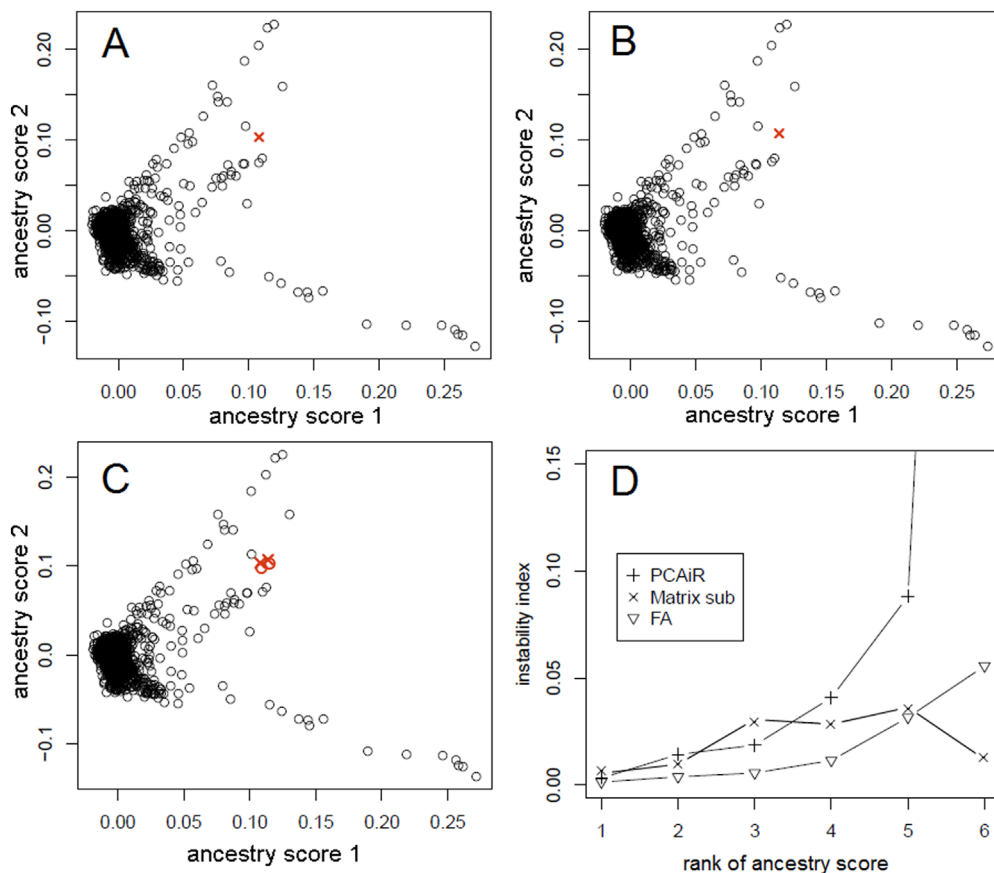 A
ancestry score 2
0.20
0.10
0.00
−0.10
0.00 0.05 0.10 0.15 0.20 0.25
ancestry score 1
B
ancestry score 2
0.20
0.10
0.00
−0.10
0.00 0.05 0.10 0.15 0.20 0.25
ancestry score 1
C
ancestry score 2
0.2
0.1
0.0
−0.1
0.00 0.05 0.10 0.15 0.20 0.25
ancestry score 1
D
instability index
0.15
0.10
0.05
0.00
PCAiR
Matrix sub
FA
1 2 3 4 5 6
rank of ancestry score